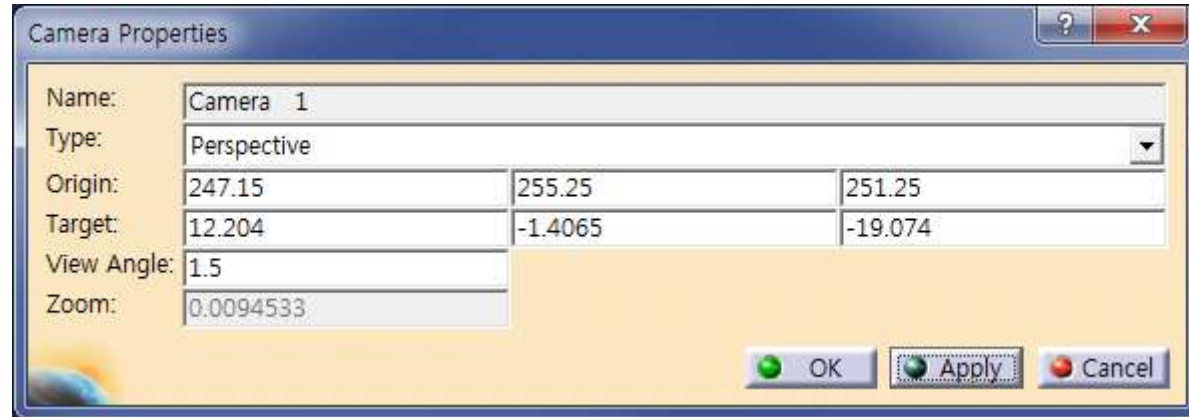 Camera Properties
Name: Camera 1
Type: Perspective
Origin: 247.15 255.25 251.25
Target: 12.204 -1.4065 -19.074
View Angle: 1.5
Zoom: 0.0094533
OK Apply Cancel